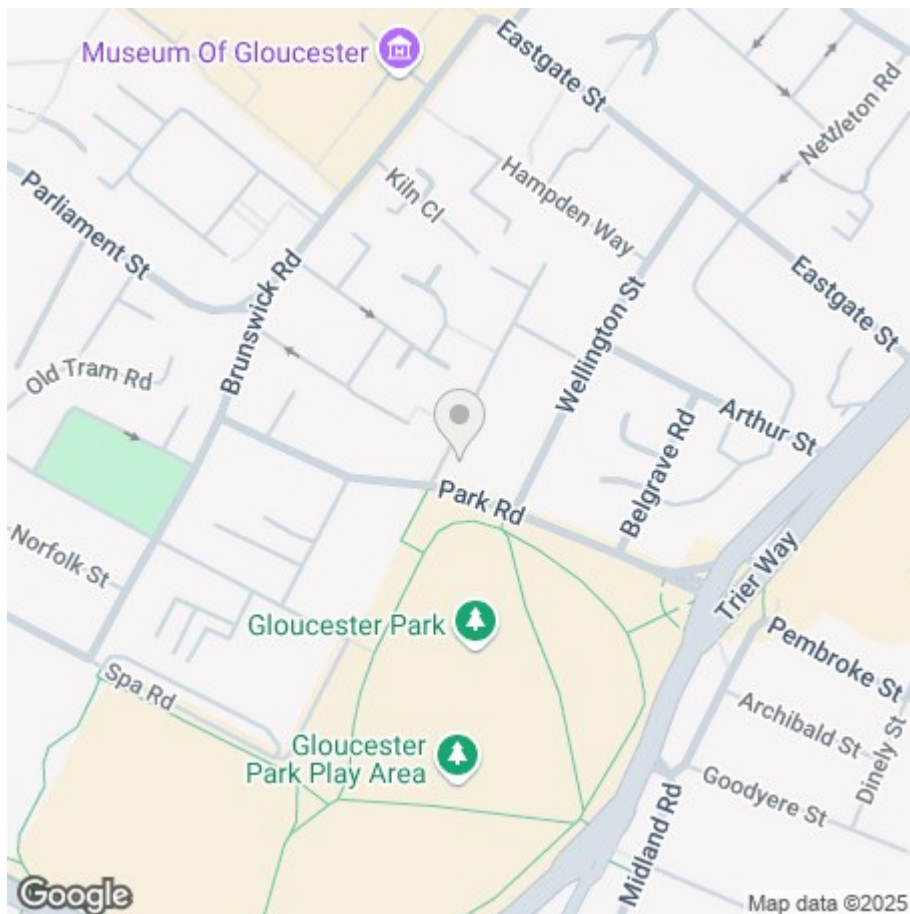 Museum Of Gloucester
Eastgate St
Nettleton Rd
Kiln Cl
Hampden Way
Parliament St
Brunswick Rd
Wellington St
Eastgate St
Old Tram Rd
Arthur St
Belgrave Rd
Park Rd
Norfolk St
Trier Way
Gloucester Park
Pembroke St
Spa Rd
Archibald St
Dinely St
Gloucester
Park Play Area
Goodyere St
Midland Rd
Google
Map data ©2025